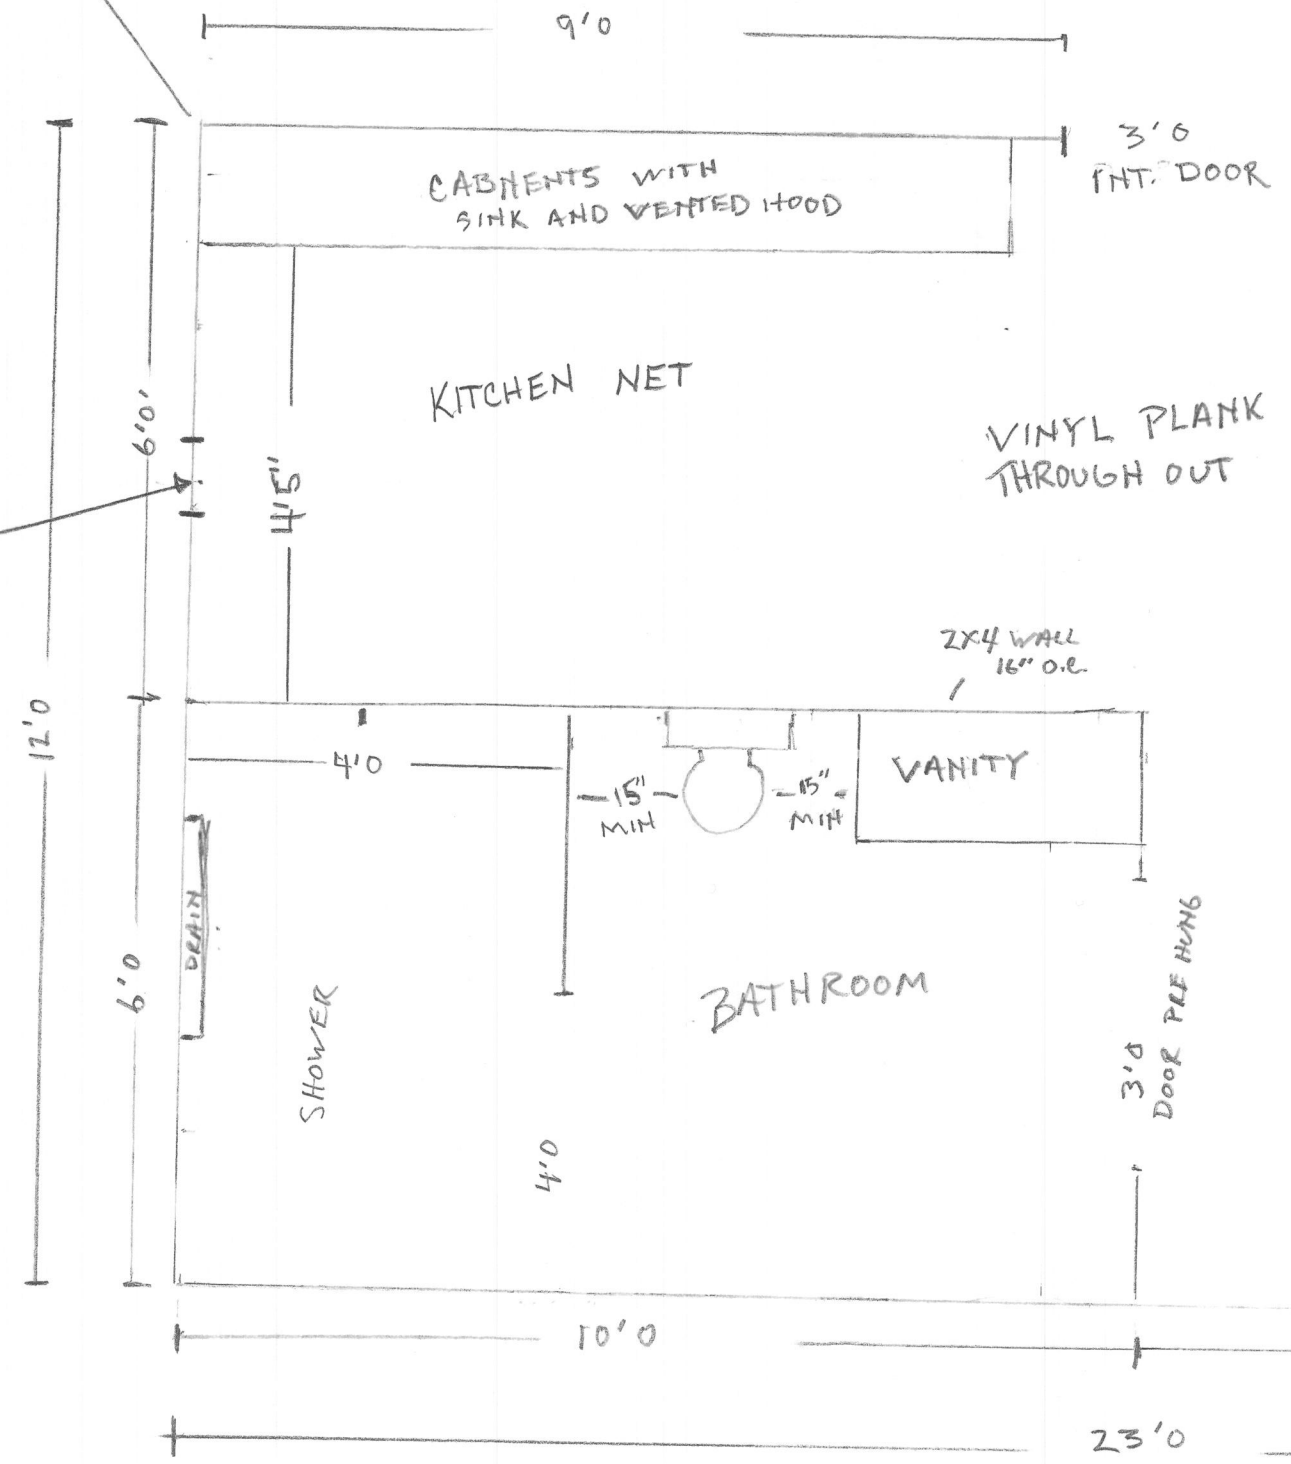 9'0
3'0
INT. DOOR
CABNENTS WITH
SINK AND VENTED HOOD
6'0'
KITCHEN NET
VINYL PLANK
THROUGH OUT
4'5"
2X4 WALL
16" O.C.
12'0
4'0
15"
MIN
15"
MIN
VANITY
DRAIN
6'0
SHOWER
BATHROOM
3'0
DOOR PRE HUNG
4'0
10'0
23'0